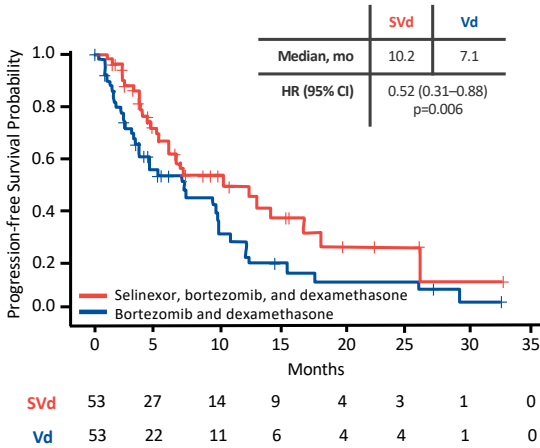 SVd Vd
Median, mo 10.2 7.1
HR (95% CI) 0.52 (0.31–0.88)
p=0.006
Progression-free Survival Probability
1.0
0.8
0.6
0.4
0.2
0.0
Selinexor, bortezomib, and dexamethasone
Bortezomib and dexamethasone
0 5 10 15 20 25 30 35
Months
SVd 53 27 14 9 4 3 1 0
Vd 53 22 11 6 4 4 1 0